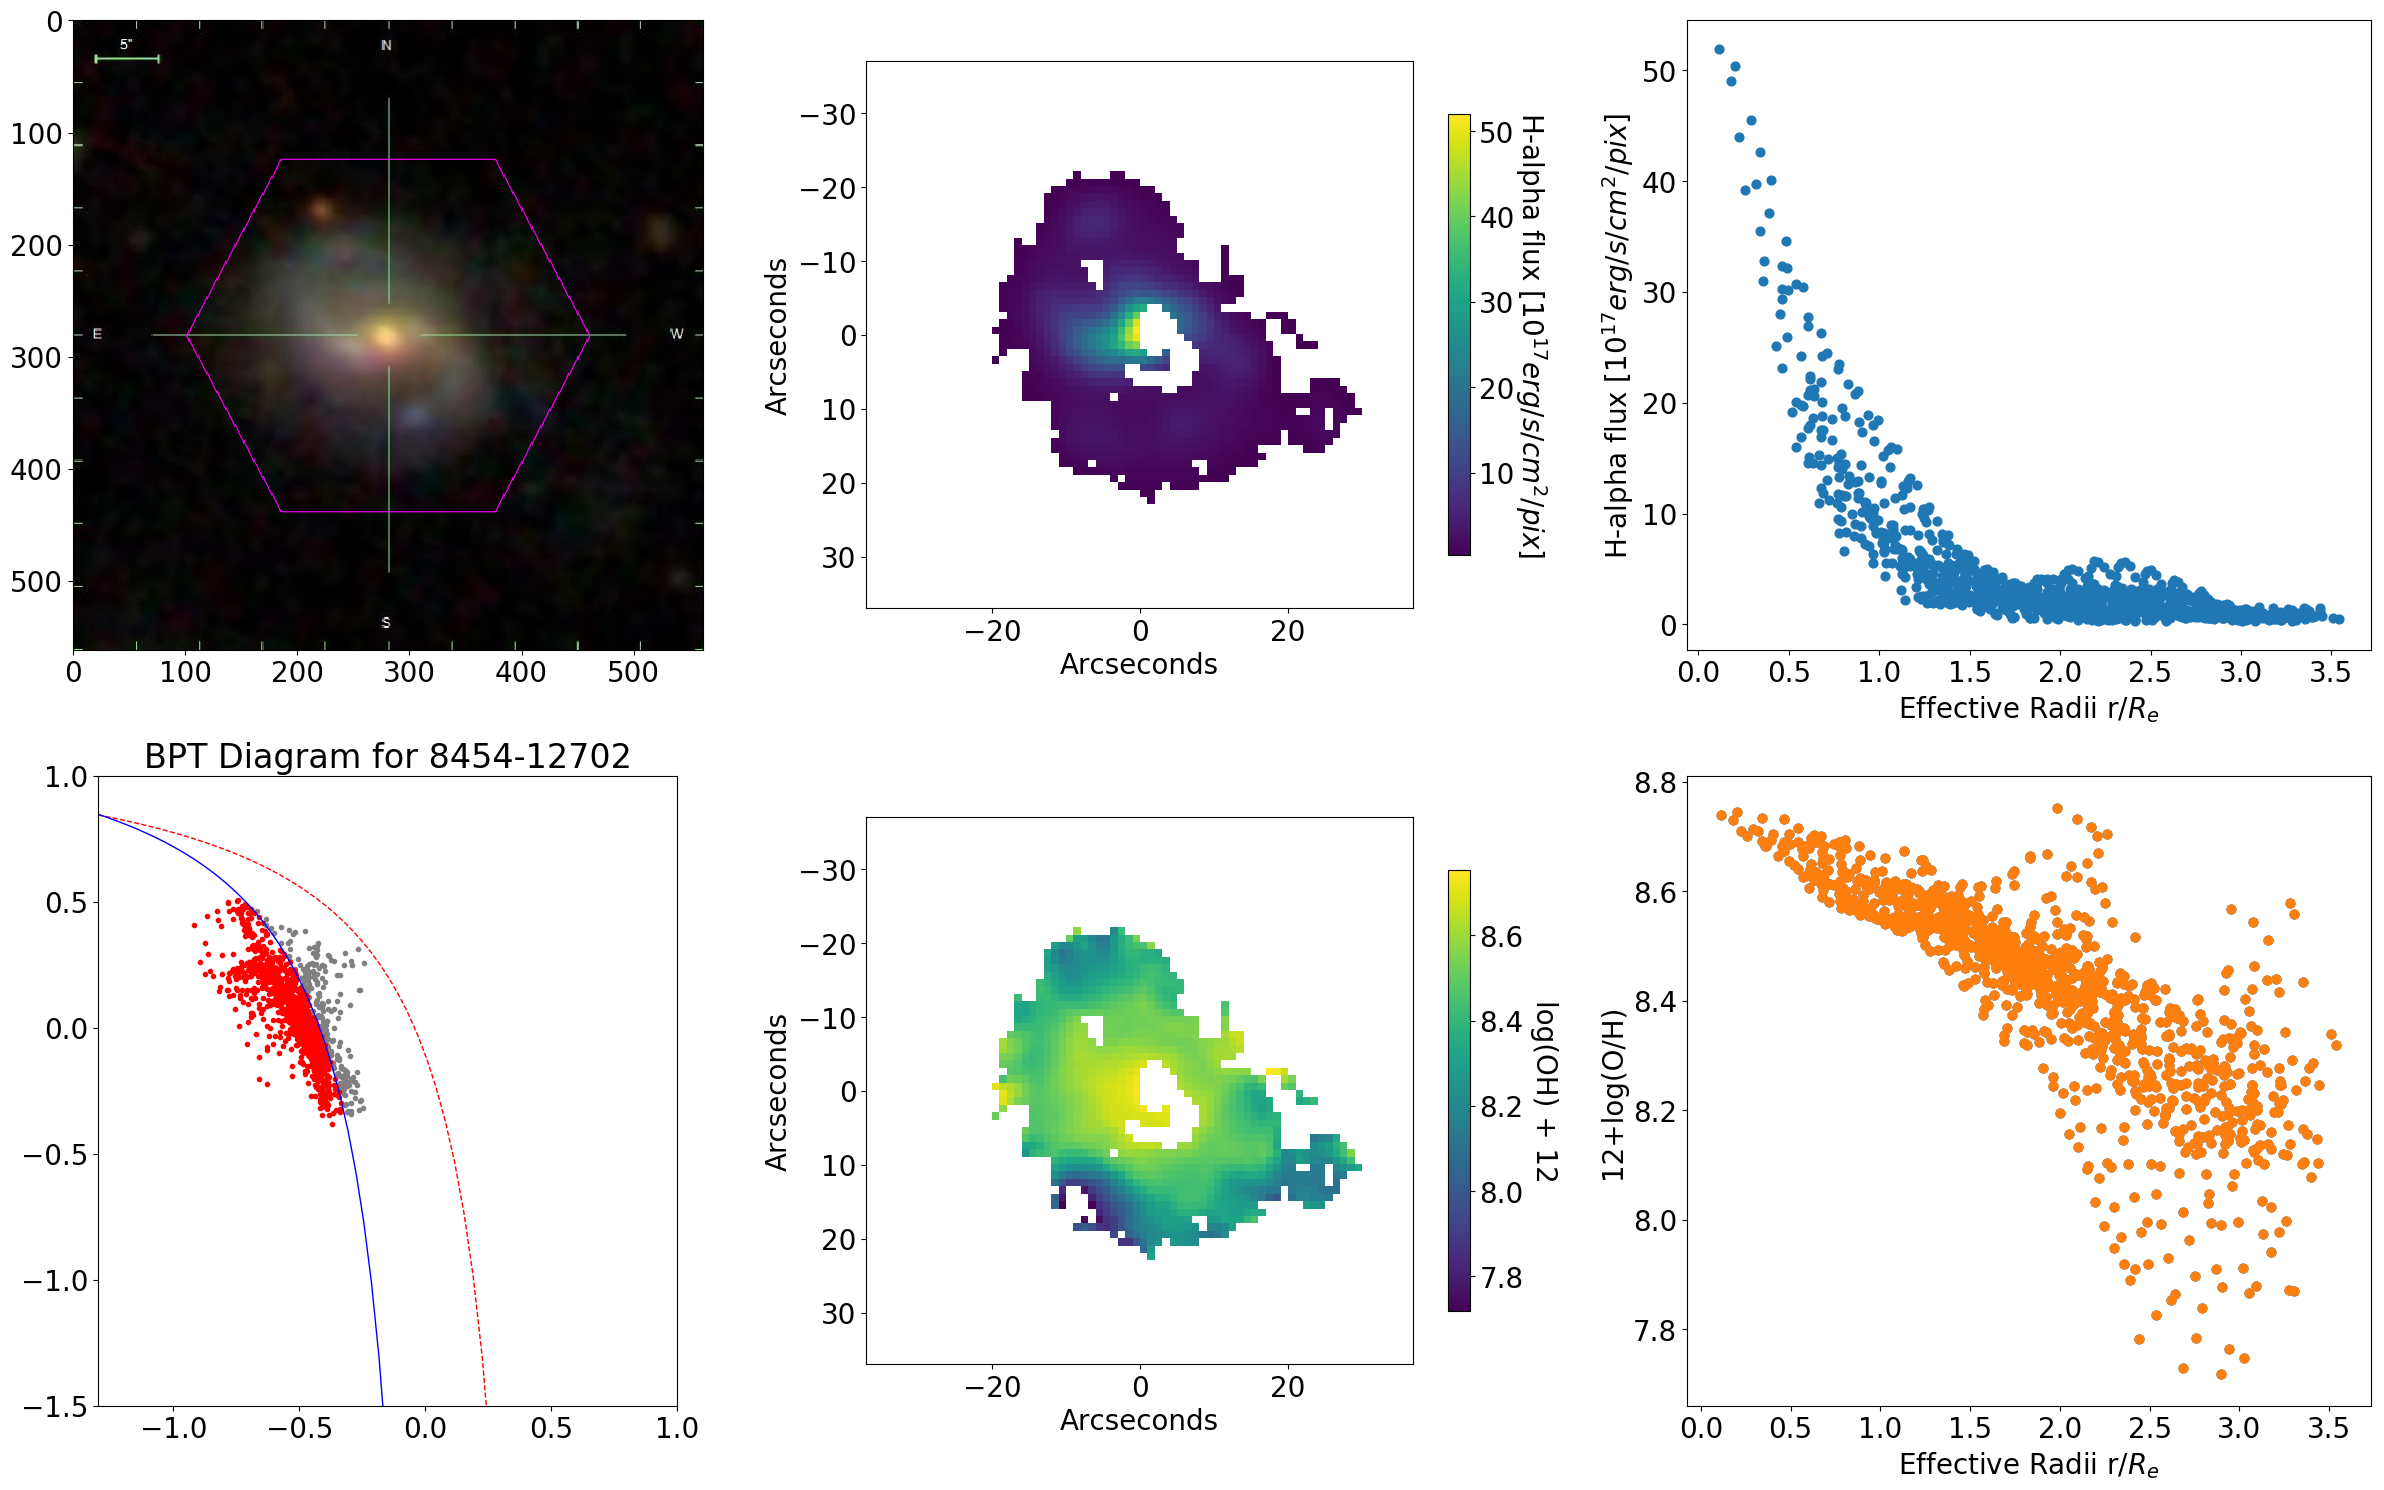 5"
N
E
W
S
0
100
200
300
400
500
0 100 200 300 400 500
−30
−20
−10
0
10
20
30
Arcseconds
−20 0 20
Arcseconds
50
40
30
20
10
H-alpha flux [10^17 erg/s/cm^2/pix]
50
40
30
20
10
0
H-alpha flux [10^17 erg/s/cm^2/pix]
0.0 0.5 1.0 1.5 2.0 2.5 3.0 3.5
Effective Radii r/R_e
BPT Diagram for 8454-12702
1.0
0.5
0.0
−0.5
−1.0
−1.5
−1.0 −0.5 0.0 0.5 1.0
−30
−20
−10
0
10
20
30
Arcseconds
−20 0 20
Arcseconds
8.6
8.4
8.2
8.0
7.8
log(OH) + 12
8.8
8.6
8.4
8.2
8.0
7.8
12+log(O/H)
0.0 0.5 1.0 1.5 2.0 2.5 3.0 3.5
Effective Radii r/R_e